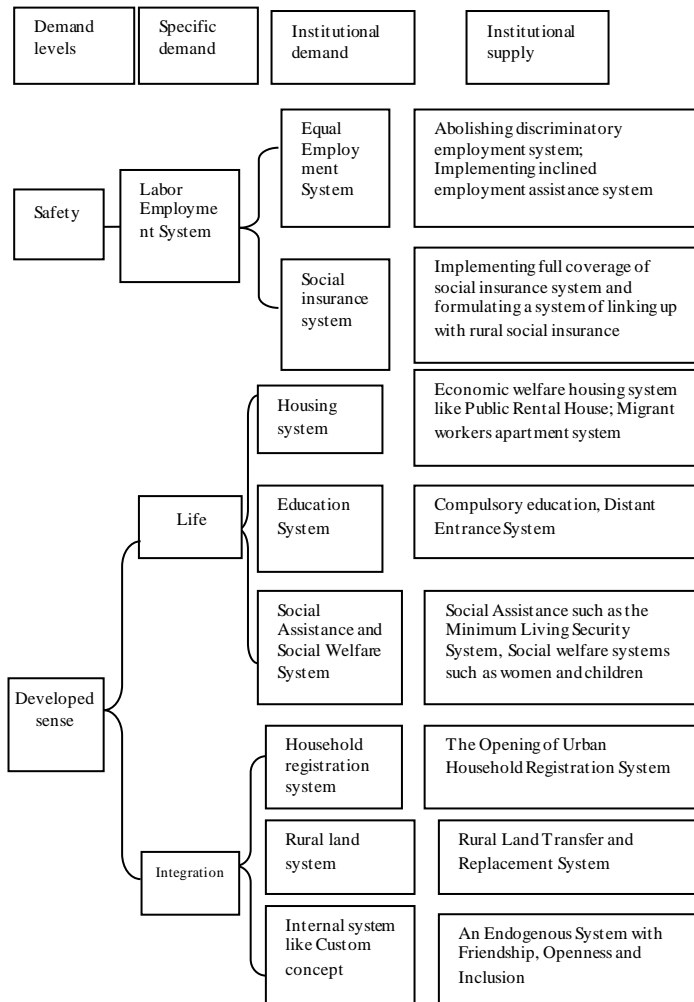 Demand
levels
Specific
demand
Institutional
demand
Institutional
supply
Safety
Labor
Employme
nt System
Equal
Employ
ment
System
Abolishing discriminatory
employment system;
Implementing inclined
employment assistance system
Social
insurance
system
Implementing full coverage of
social insurance system and
formulating a system of linking up
with rural social insurance
Developed
sense
Life
Housing
system
Economic welfare housing system
like Public Rental House; Migrant
workers apartment system
Education
System
Compulsory education, Distant
Entrance System
Social
Assistance and
Social Welfare
System
Social Assistance such as the
Minimum Living Security
System, Social welfare systems
such as women and children
Integration
Household
registration
system
The Opening of Urban
Household Registration System
Rural land
system
Rural Land Transfer and
Replacement System
Internal system
like Custom
concept
An Endogenous System with
Friendship, Openness and
Inclusion